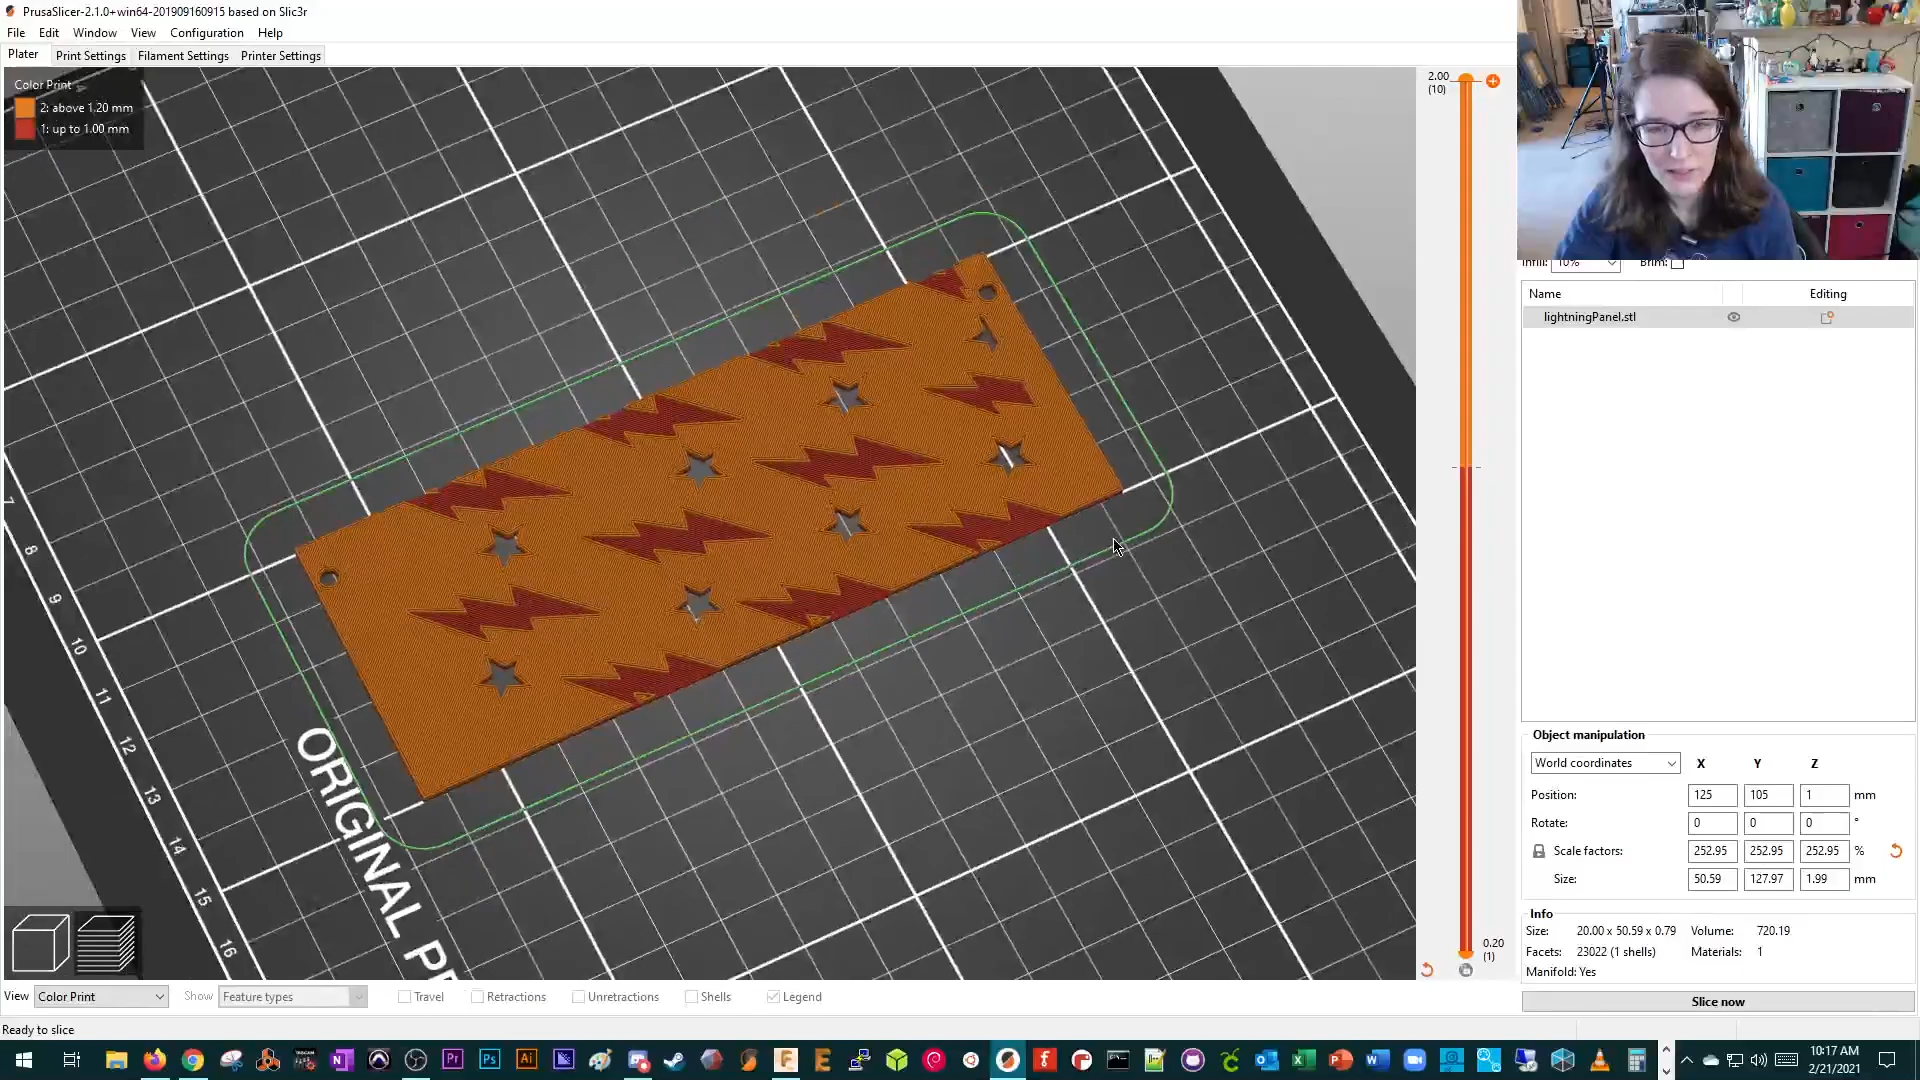 PrusaSlicer-2.1.0+win64-201909160915 based on Slic3r
File Edit Window View Configuration Help
Plater Print Settings Filament Settings Printer Settings
Color Print
2: above 1.20 mm
1: up to 1.00 mm
2.00
(10)
Infill: 10% Brim:
Name Editing
lightningPanel.stl
7
8
9
10
11
12
13
14
15
16
ORIGINAL
Object manipulation
World coordinates X Y Z
Position: 125 105 1 mm
Rotate: 0 0 0 °
Scale factors: 252.95 252.95 252.95 %
Size: 50.59 127.97 1.99 mm
Info
Size: 20.00 x 50.59 x 0.79 Volume: 720.19
Facets: 23022 (1 shells) Materials: 1
Manifold: Yes
0.20
(1)
View Color Print Show Feature types Travel Retractions Unretractions Shells Legend
Slice now
Ready to slice
10:17 AM
2/21/2021